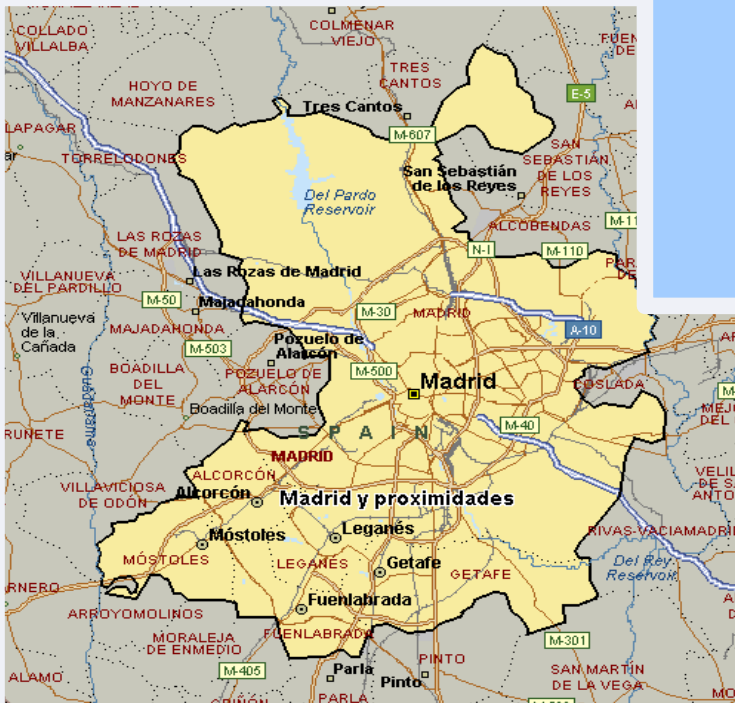 COLLADO
VILLALBA
COLMENAR
VIEJO
TRES
CANTOS
HOYO DE
MANZANARES
Tres Cantos
E-5
M-607
TORRELODONES
San Sebastián
de los Reyes
SAN
SEBASTIAN
DE LOS
REYES
Del Pardo
Reservoir
ALCOBENDAS
M-11
LAS ROZAS
DE MADRID
N-I
M-110
Las Rozas de Madrid
VILLANUEVA
DEL PARDILLO
M-50
Majadahonda
M-30
MADRID
A-10
Villanueva
de la
Cañada
MAJADAHONDA
M-503
Pozuelo de
Alarcón
BOADILLA
DEL
MONTE
POZUELO DE
ALARCÓN
M-500
Madrid
COSLADA
Guadarrama
Boadilla del Monte
M-40
SPAIN
MADRID
ALCORCÓN
VILLAVICIOSA
DE ODÓN
Alcorcón
Madrid y proximidades
Móstoles
Leganés
RIVAS-VACIAMADRI
MÓSTOLES
LEGANÉS
Getafe
GETAFE
Del Rey
Reservoir
Fuenlabrada
ARROYOMOLINOS
FUENLABRADA
MORALEJA
DE ENMEDIO
M-301
M-405
Parla
PINTO
Pinto
SAN MARTÍN
DE LA VEGA
ALAMO
PARLA